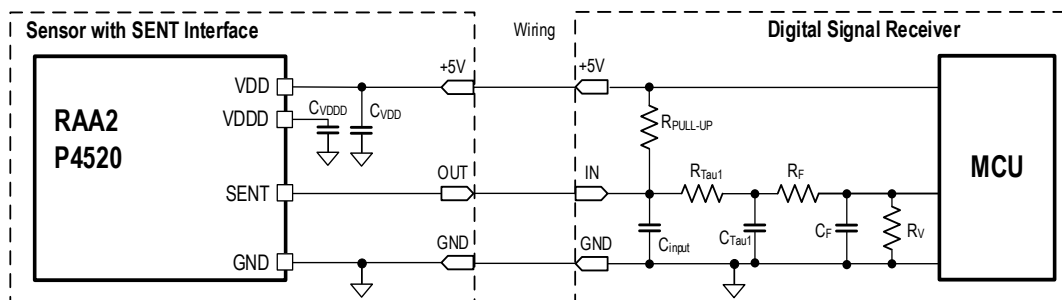 Sensor with SENT Interface
Wiring
Digital Signal Receiver
+5V
+5V
VDD
VDDD
CVDDD
CVDD
RPULL-UP
RAA2
P4520
MCU
SENT
OUT
IN
RTau1
RF
Cinput
CTau1
CF
RV
GND
GND
GND